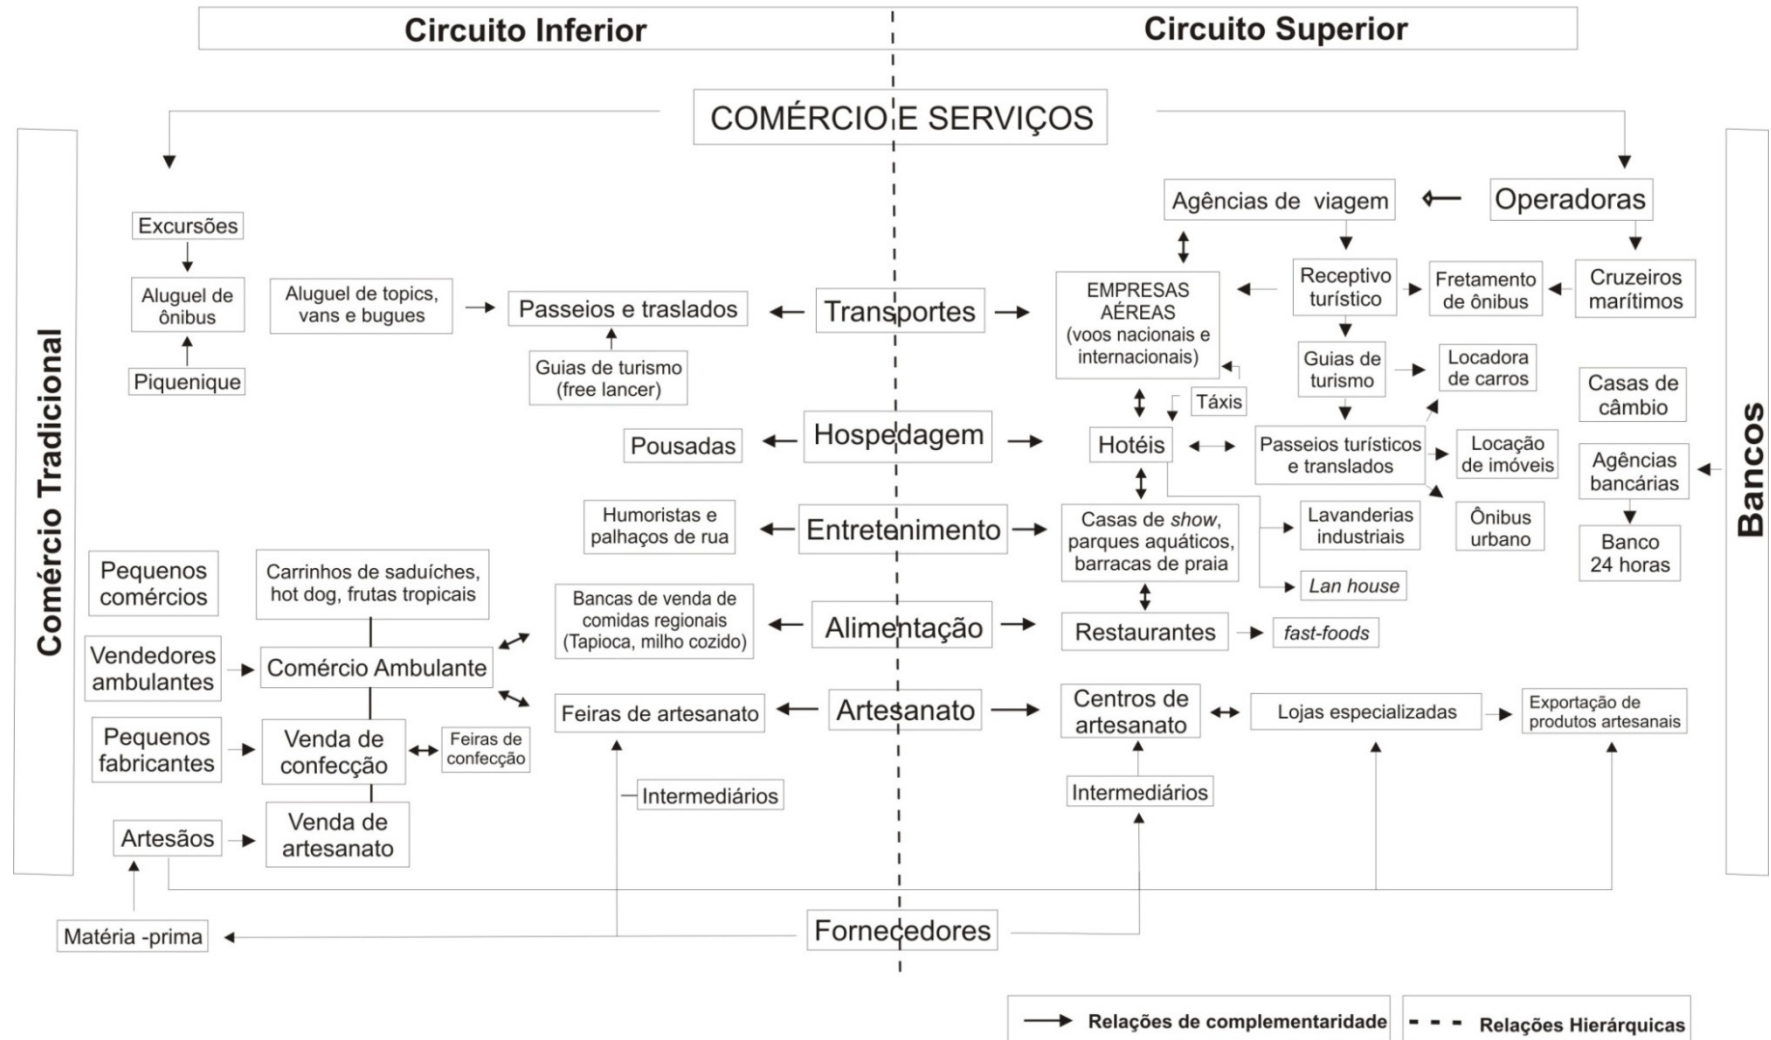 Circuito Inferior
Circuito Superior
COMÉRCIO E SERVIÇOS
Comércio Tradicional
Bancos
Agências de viagem
Operadoras
Excursões
Aluguel de
ônibus
Piquenique
Aluguel de topics,
vans e bugues
Passeios e traslados
Guias de turismo
(free lancer)
Transportes
EMPRESAS
AÉREAS
(voos nacionais e
internacionais)
Receptivo
turístico
Fretamento
de ônibus
Cruzeiros
marítimos
Guias de
turismo
Locadora
de carros
Casas de
câmbio
Táxis
Pousadas
Hospedagem
Hotéis
Passeios turísticos
e translados
Locação
de imóveis
Agências
bancárias
Humoristas e
palhaços de rua
Entretenimento
Casas de show,
parques aquáticos,
barracas de praia
Lavanderias
industriais
Ônibus
urbano
Banco
24 horas
Lan house
Pequenos
comércios
Carrinhos de saduíches,
hot dog, frutas tropicais
Bancas de venda de
comidas regionais
(Tapioca, milho cozido)
Alimentação
Restaurantes
fast-foods
Vendedores
ambulantes
Comércio Ambulante
Feiras de artesanato
Artesanato
Centros de
artesanato
Lojas especializadas
Exportação de
produtos artesanais
Pequenos
fabricantes
Venda de
confecção
Feiras de
confecção
Intermediários
Intermediários
Artesãos
Venda de
artesanato
Matéria -prima
Fornecedores
Relações de complementaridade
Relações Hierárquicas